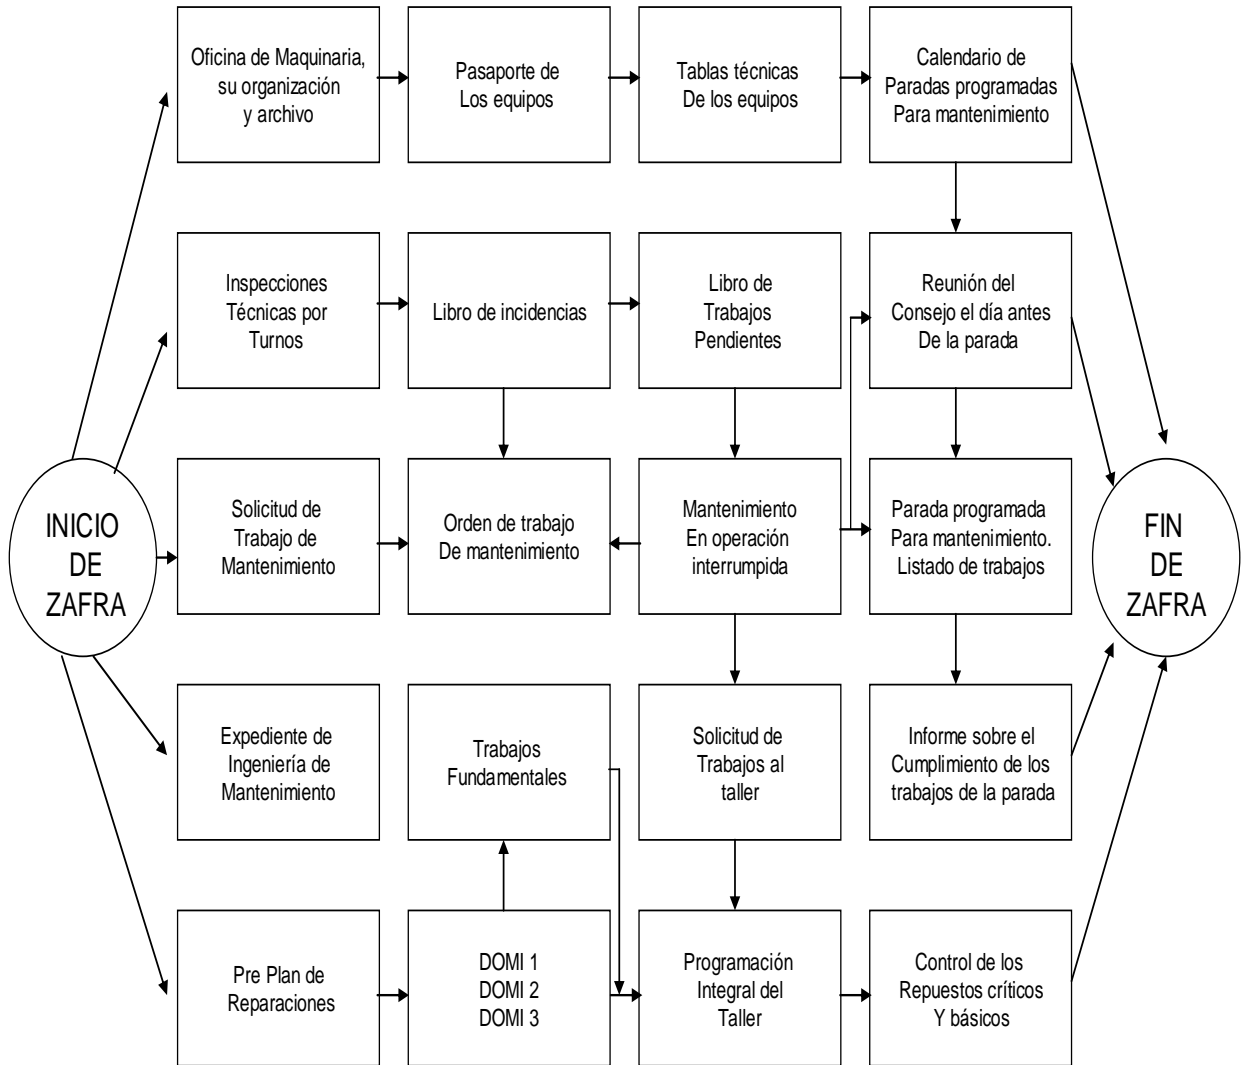 Oficina de Maquinaria,
su organización
y archivo
Pasaporte de
Los equipos
Tablas técnicas
De los equipos
Calendario de
Paradas programadas
Para mantenimiento
Inspecciones
Técnicas por
Turnos
Libro de incidencias
Libro de
Trabajos
Pendientes
Reunión del
Consejo el día antes
De la parada
INICIO
DE
ZAFRA
Solicitud de
Trabajo de
Mantenimiento
Orden de trabajo
De mantenimiento
Mantenimiento
En operación
interrumpida
Parada programada
Para mantenimiento.
Listado de trabajos
FIN
DE
ZAFRA
Expediente de
Ingeniería de
Mantenimiento
Trabajos
Fundamentales
Solicitud de
Trabajos al
taller
Informe sobre el
Cumplimiento de los
trabajos de la parada
Pre Plan de
Reparaciones
DOMI 1
DOMI 2
DOMI 3
Programación
Integral del
Taller
Control de los
Repuestos críticos
Y básicos